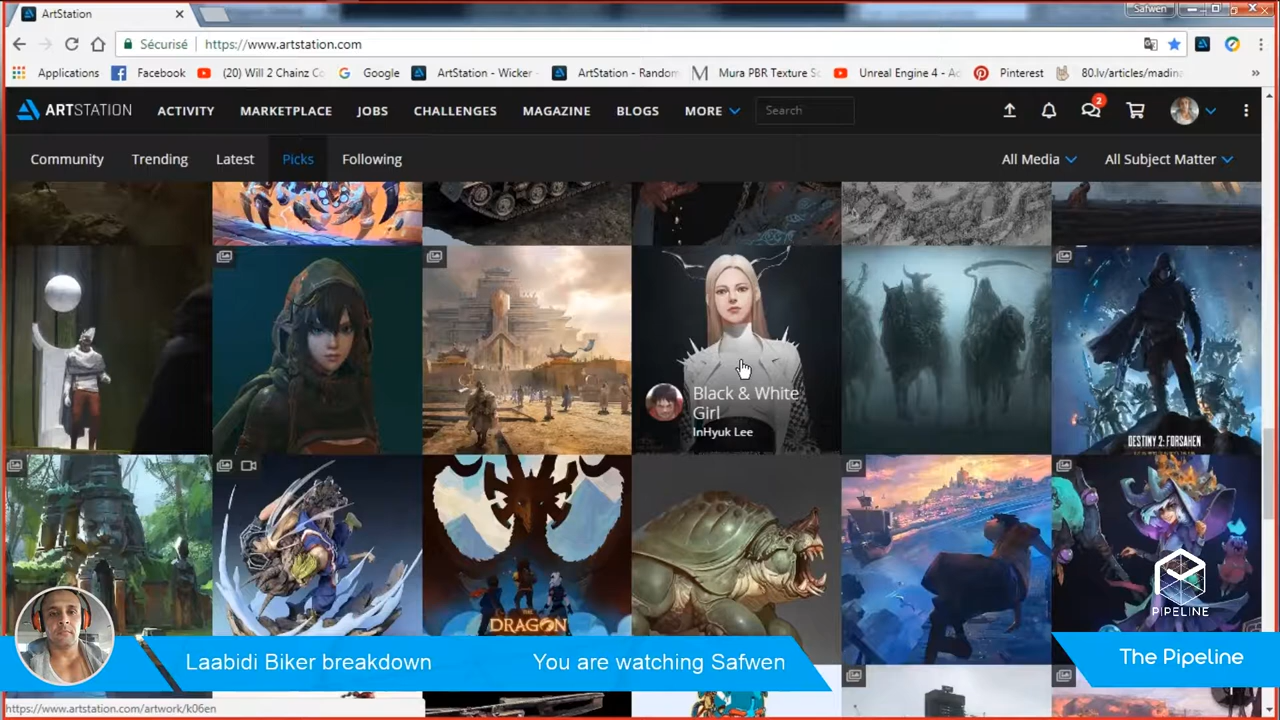 ArtStation
Safwen
Sécurisé
https://www.artstation.com
Applications
Facebook
(20) Will 2 Chainz Co
Google
ArtStation - Wicker
ArtStation - Random
Mura PBR Texture Sc
Unreal Engine 4 - Ac
Pinterest
80.lv/articles/madina
»
ARTSTATION
ACTIVITY
MARKETPLACE
JOBS
CHALLENGES
MAGAZINE
BLOGS
MORE
Search
2
Community
Trending
Latest
Picks
Following
All Media
All Subject Matter
Black & White
Girl
InHyuk Lee
DESTINY 2: FORSAKEN
THE
DRAGON
PIPELINE
Laabidi Biker breakdown
You are watching Safwen
The Pipeline
https://www.artstation.com/artwork/k06en